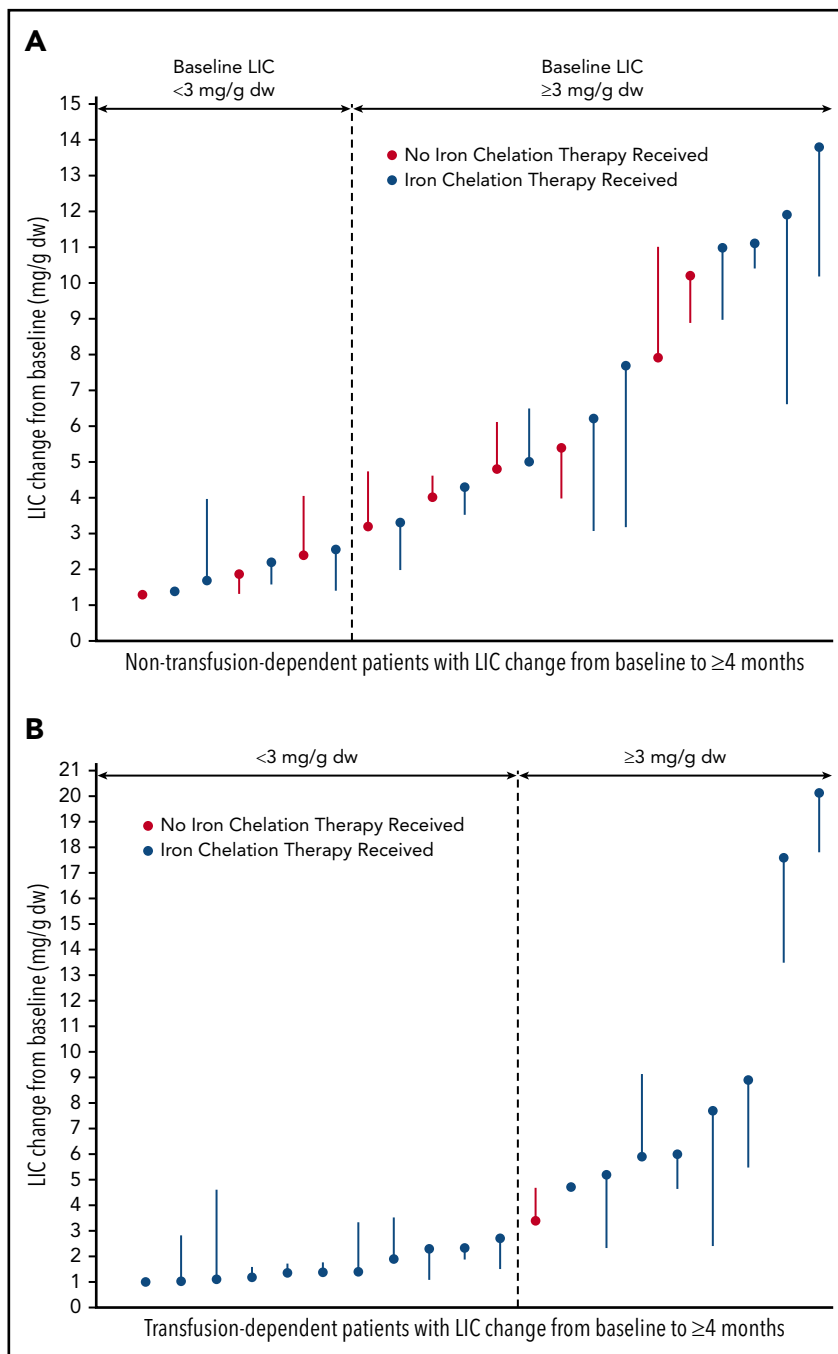 A
Baseline LIC
<3 mg/g dw
Baseline LIC
≥3 mg/g dw
15
14
13
12
11
10
9
8
7
6
5
4
3
2
1
0
LIC change from baseline (mg/g dw)
No Iron Chelation Therapy Received
Iron Chelation Therapy Received
Non-transfusion-dependent patients with LIC change from baseline to ≥4 months
B
<3 mg/g dw
≥3 mg/g dw
21
20
19
18
17
16
15
14
13
12
11
10
9
8
7
6
5
4
3
2
1
0
LIC change from baseline (mg/g dw)
No Iron Chelation Therapy Received
Iron Chelation Therapy Received
Transfusion-dependent patients with LIC change from baseline to ≥4 months